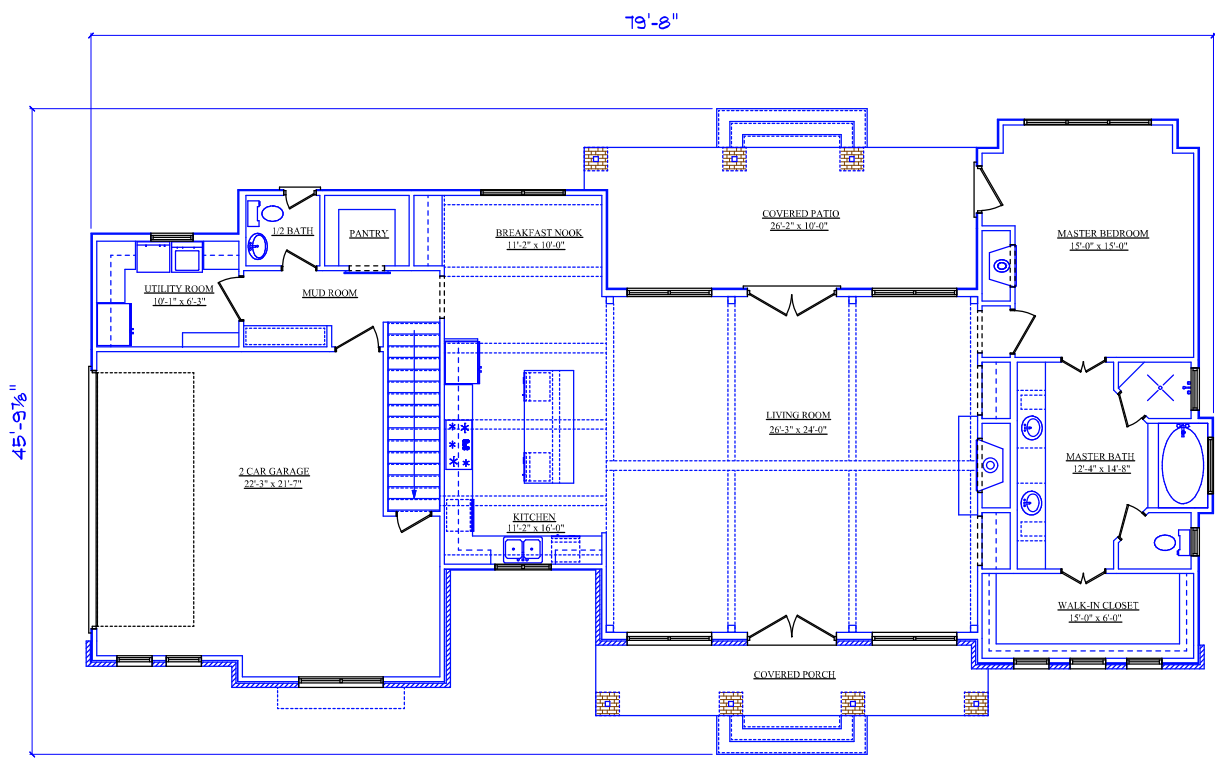 79'-8"
45'-9⅞"
1/2 BATH
PANTRY
BREAKFAST NOOK
11'-2" x 10'-0"
COVERED PATIO
26'-2" x 10'-0"
MASTER BEDROOM
15'-0" x 15'-0"
UTILITY ROOM
10'-1" x 6'-3"
MUD ROOM
LIVING ROOM
26'-3" x 24'-0"
2 CAR GARAGE
22'-3" x 21'-7"
MASTER BATH
12'-4" x 14'-8"
KITCHEN
11'-2" x 16'-0"
WALK-IN CLOSET
15'-0" x 6'-0"
COVERED PORCH